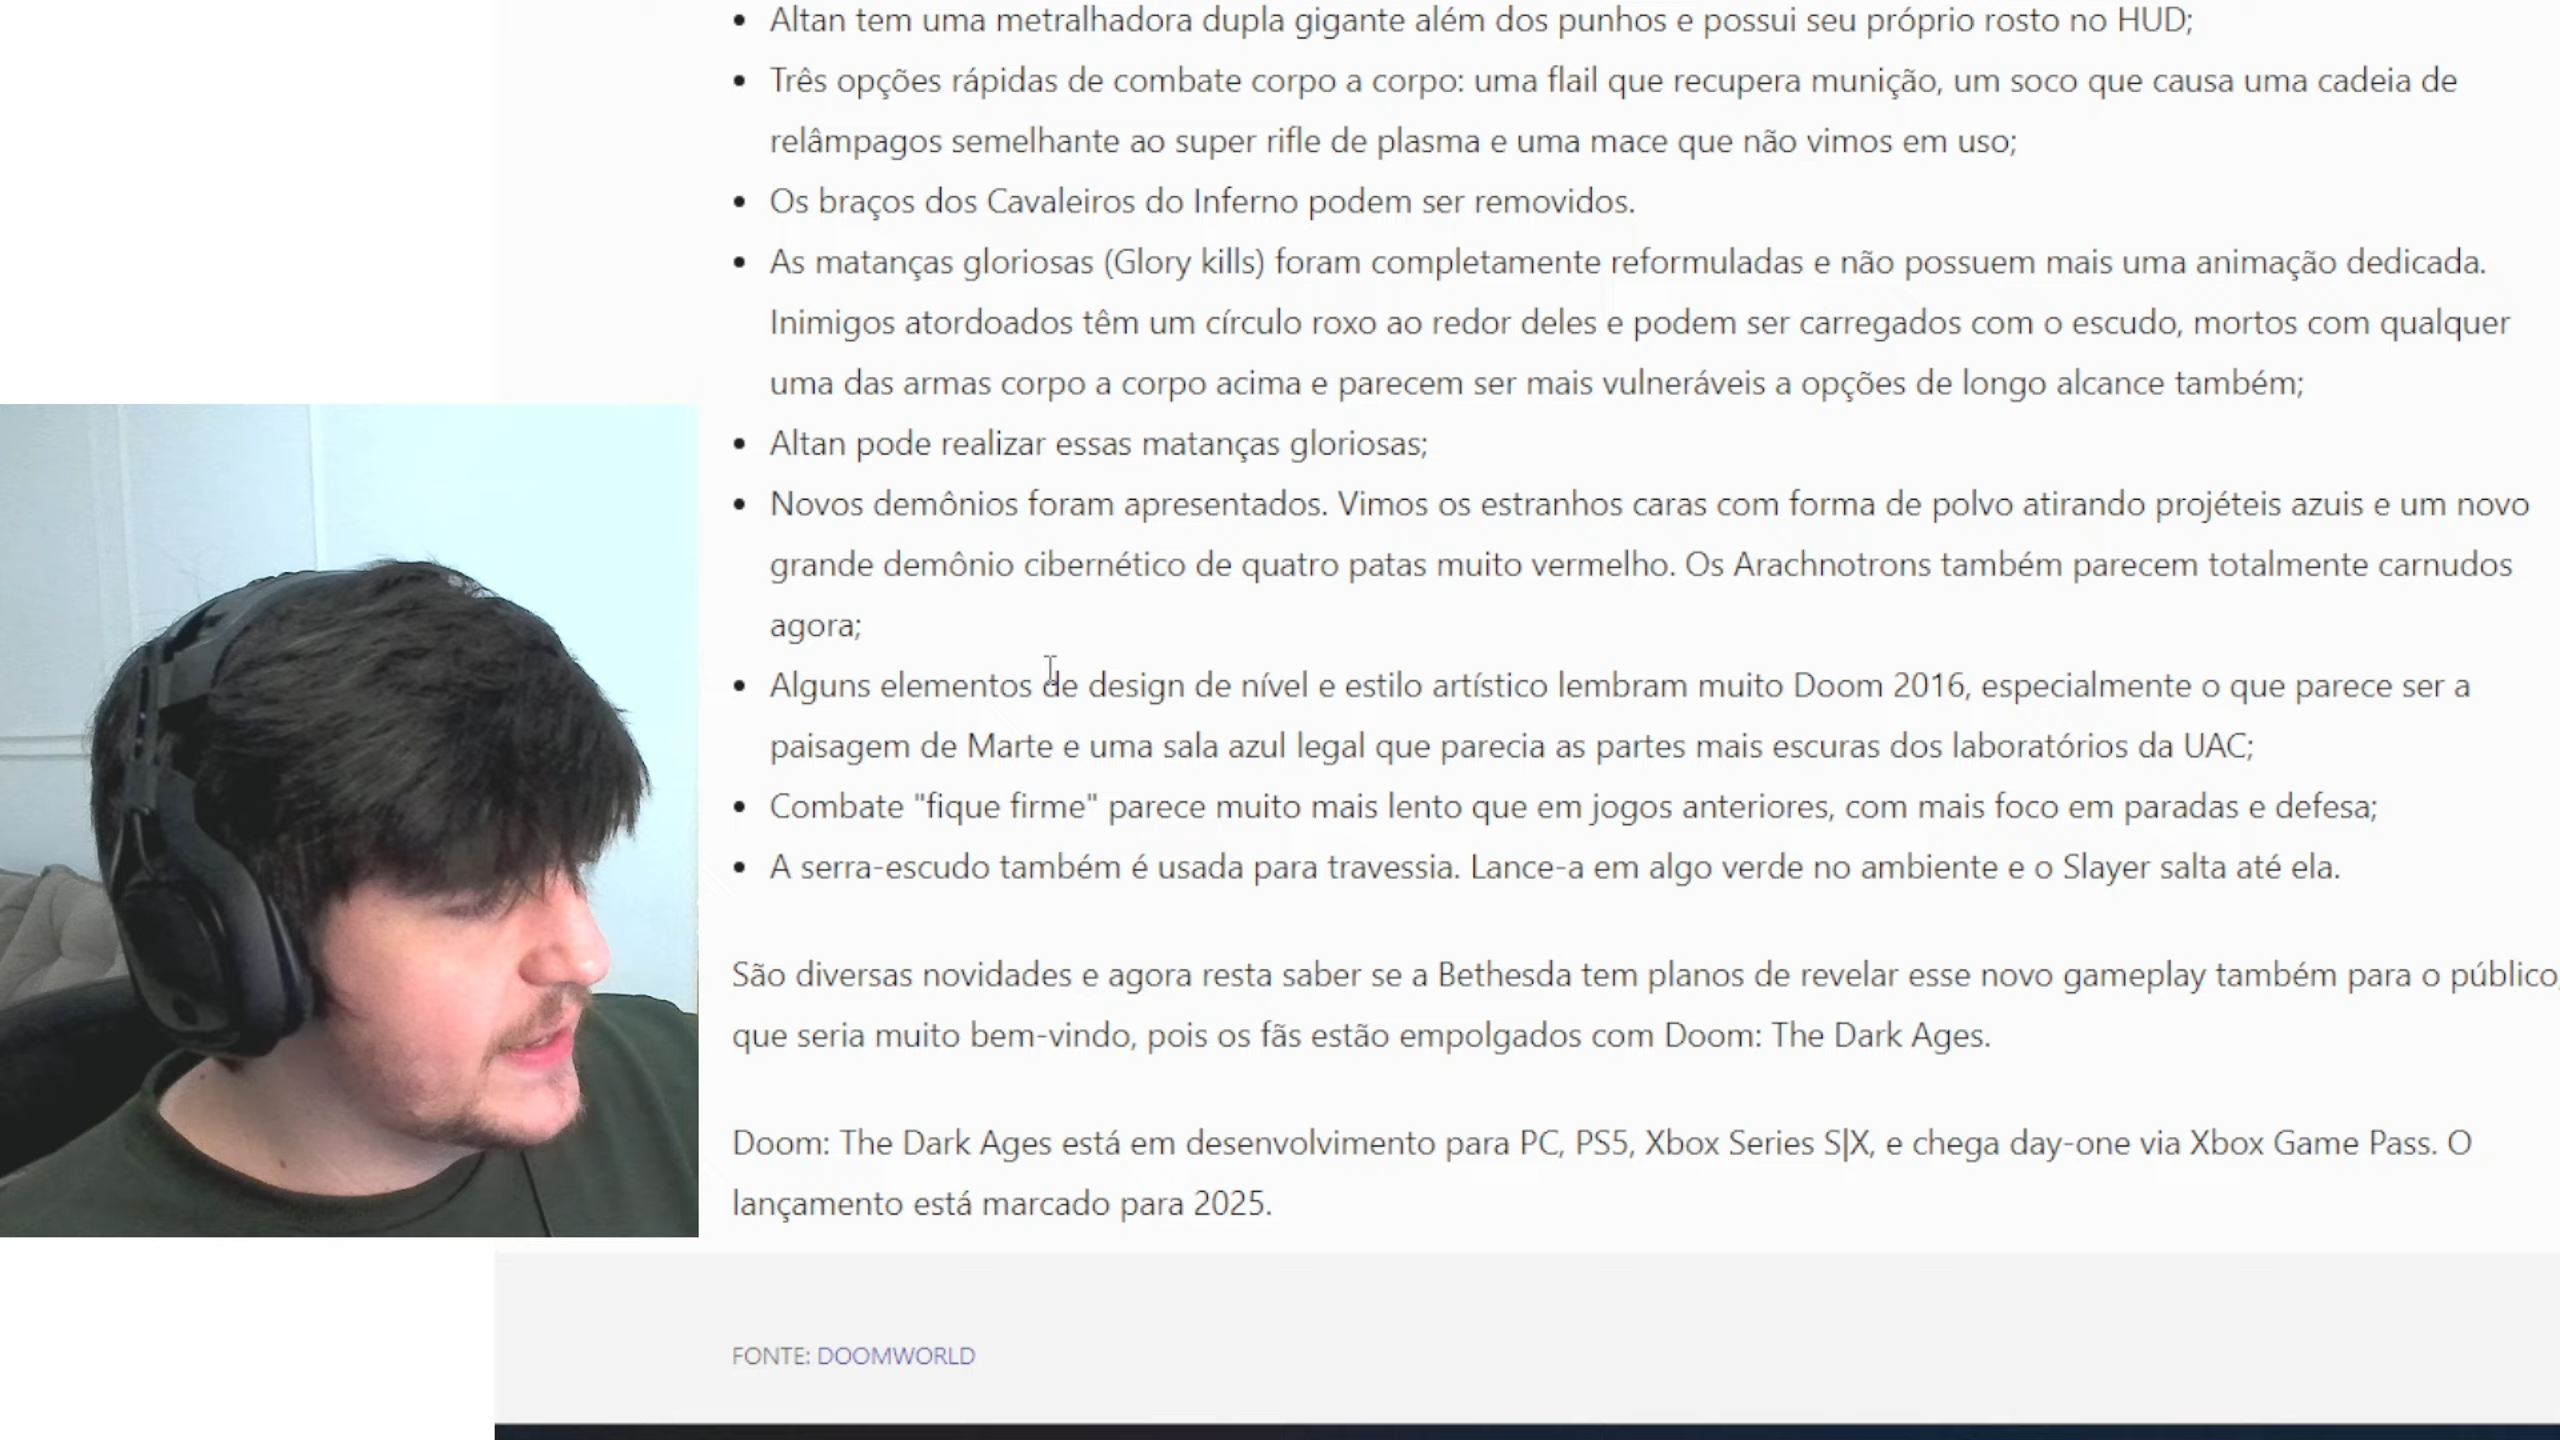 Altan tem uma metralhadora dupla gigante além dos punhos e possui seu próprio rosto no HUD;
Três opções rápidas de combate corpo a corpo: uma flail que recupera munição, um soco que causa uma cadeia de
relâmpagos semelhante ao super rifle de plasma e uma mace que não vimos em uso;
Os braços dos Cavaleiros do Inferno podem ser removidos.
As matanças gloriosas (Glory kills) foram completamente reformuladas e não possuem mais uma animação dedicada.
Inimigos atordoados têm um círculo roxo ao redor deles e podem ser carregados com o escudo, mortos com qualquer
uma das armas corpo a corpo acima e parecem ser mais vulneráveis a opções de longo alcance também;
Altan pode realizar essas matanças gloriosas;
Novos demônios foram apresentados. Vimos os estranhos caras com forma de polvo atirando projéteis azuis e um novo
grande demônio cibernético de quatro patas muito vermelho. Os Arachnotrons também parecem totalmente carnudos
agora;
Alguns elementos de design de nível e estilo artístico lembram muito Doom 2016, especialmente o que parece ser a
paisagem de Marte e uma sala azul legal que parecia as partes mais escuras dos laboratórios da UAC;
Combate "fique firme" parece muito mais lento que em jogos anteriores, com mais foco em paradas e defesa;
A serra-escudo também é usada para travessia. Lance-a em algo verde no ambiente e o Slayer salta até ela.
São diversas novidades e agora resta saber se a Bethesda tem planos de revelar esse novo gameplay também para o público,
que seria muito bem-vindo, pois os fãs estão empolgados com Doom: The Dark Ages.
Doom: The Dark Ages está em desenvolvimento para PC, PS5, Xbox Series S|X, e chega day-one via Xbox Game Pass. O
lançamento está marcado para 2025.
FONTE: DOOMWORLD